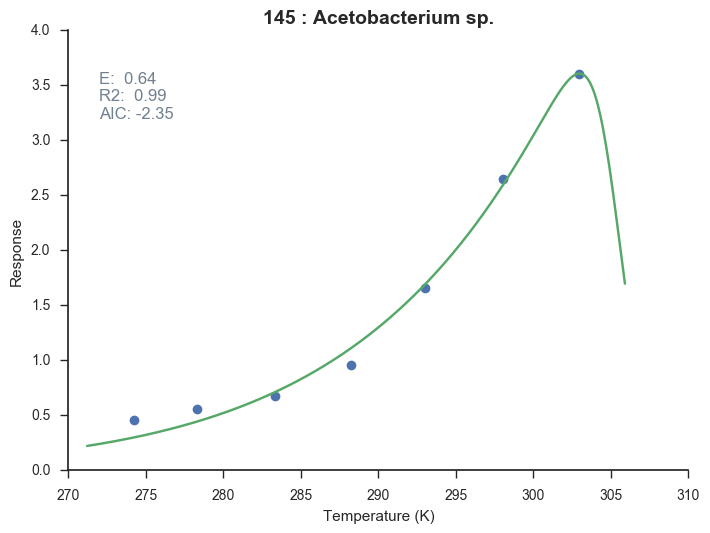 145 : Acetobacterium sp.
E: 0.64
R2: 0.99
AIC: -2.35
Response
4.0
3.5
3.0
2.5
2.0
1.5
1.0
0.5
0.0
270 275 280 285 290 295 300 305 310
Temperature (K)